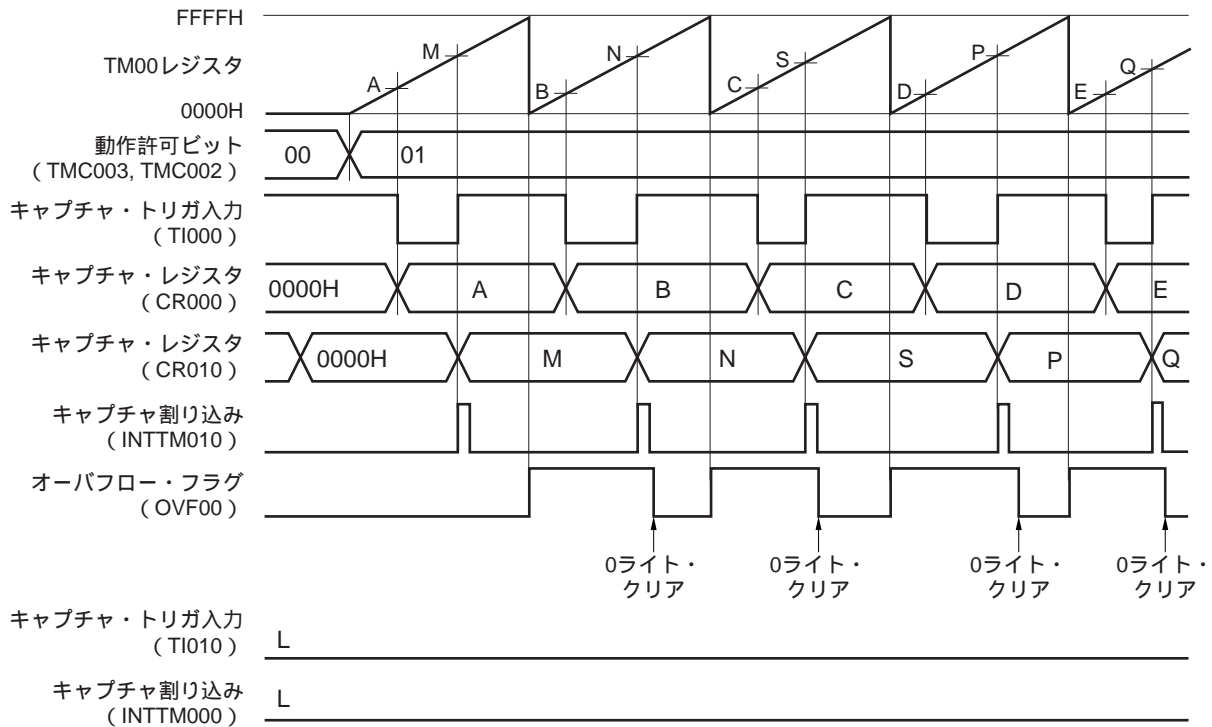 FFFFH
TM00レジスタ
0000H
A
M
B
N
C
S
D
P
E
Q
動作許可ビット
（TMC003, TMC002）
00
01
キャプチャ・トリガ入力
（TI000）
キャプチャ・レジスタ
（CR000）
0000H
A
B
C
D
E
キャプチャ・レジスタ
（CR010）
0000H
M
N
S
P
Q
キャプチャ割り込み
（INTTM010）
オーバフロー・フラグ
（OVF00）
0ライト・
クリア
0ライト・
クリア
0ライト・
クリア
0ライト・
クリア
キャプチャ・トリガ入力
（TI010）
L
キャプチャ割り込み
（INTTM000）
L